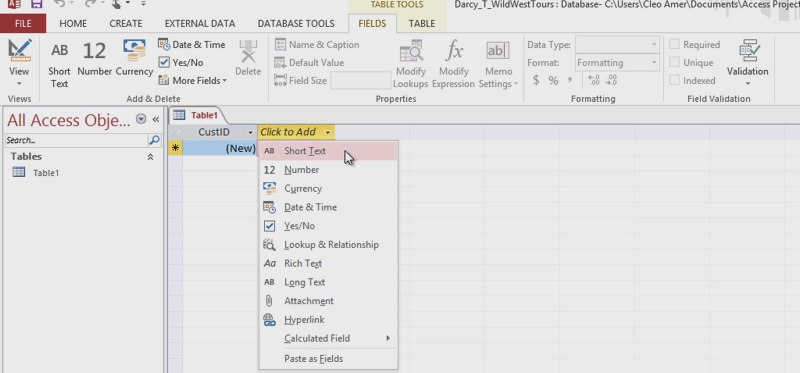 TABLE TOOLS
Darcy_T_WildWestTours : Database- C:\Users\Cleo Amer\Documents\Access Project
FILE HOME CREATE EXTERNAL DATA DATABASE TOOLS FIELDS TABLE
View
Views
AB Short Text
12 Number
Currency
Date & Time
Yes/No
More Fields
Delete
Add & Delete
Name & Caption
Default Value
Field Size
Modify Lookups
fx Modify Expression
ab Memo Settings
Properties
Data Type:
Format: Formatting
$ % ,
Formatting
Required
Unique
Indexed
Validation
Field Validation
All Access Obje...
Search...
Tables
Table1
Table1
CustID Click to Add
(New)
AB Short Text
12 Number
Currency
Date & Time
Yes/No
Lookup & Relationship
Aa Rich Text
AB Long Text
Attachment
Hyperlink
Calculated Field
Paste as Fields